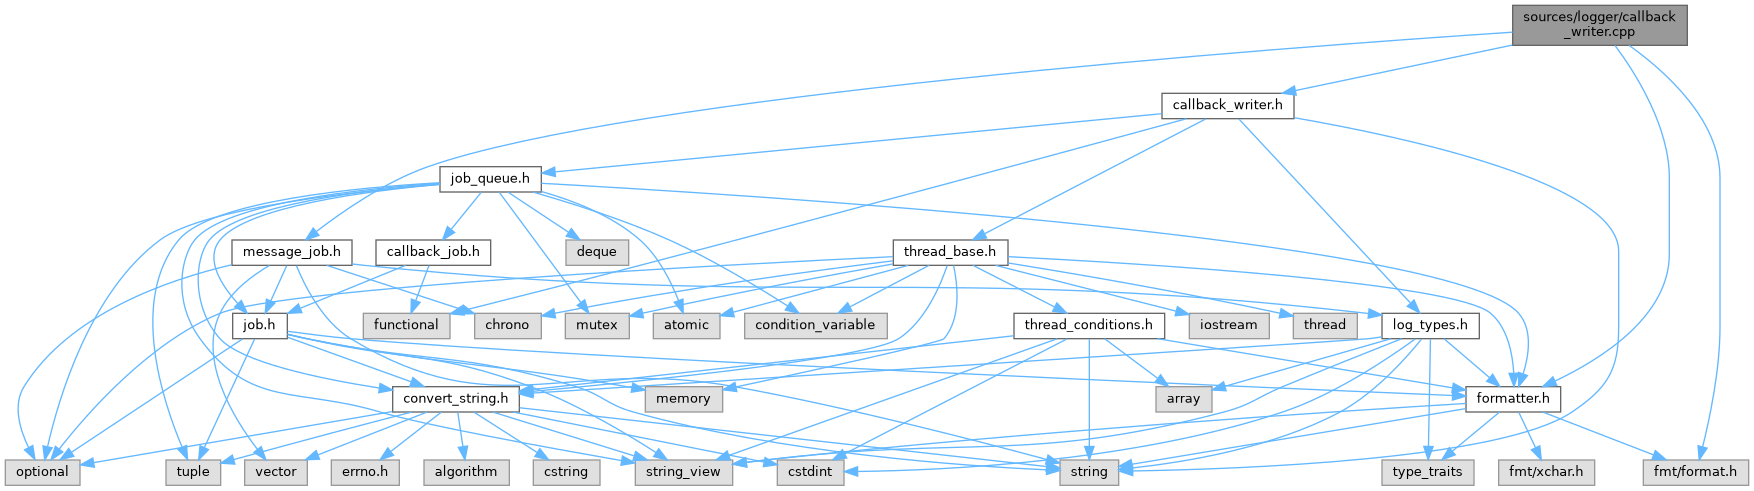 sources/logger/callback
_writer.cpp
callback_writer.h
job_queue.h
message_job.h
callback_job.h
deque
thread_base.h
job.h
functional
chrono
mutex
atomic
condition_variable
thread_conditions.h
iostream
thread
log_types.h
convert_string.h
memory
array
formatter.h
optional
tuple
vector
errno.h
algorithm
cstring
string_view
cstdint
string
type_traits
fmt/xchar.h
fmt/format.h